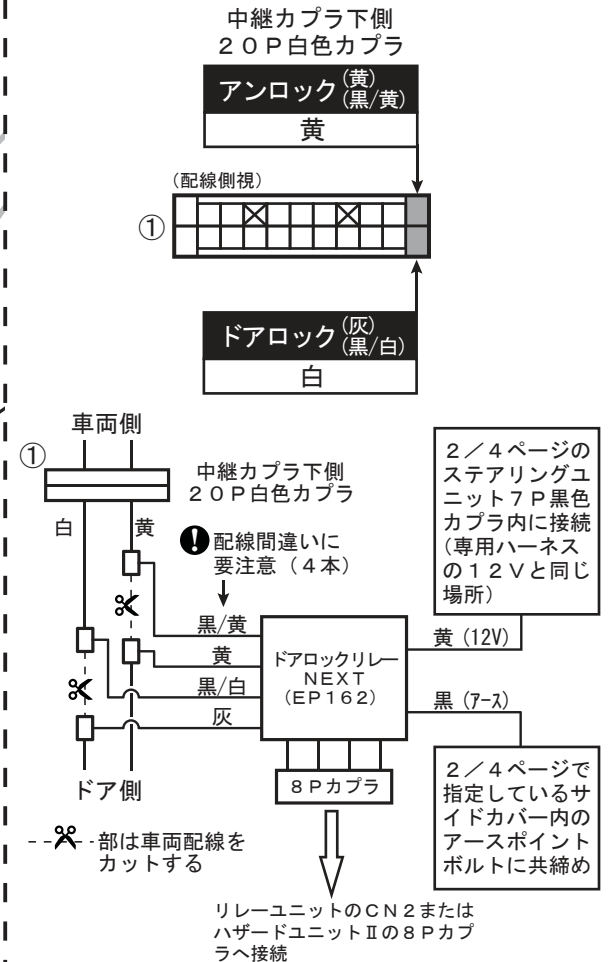 中継カプラ下側
２０Ｐ白色カプラ
アンロック(黄)
(黒/黄)
黄
(配線側視)
①
ドアロック(灰)
(黒/白)
白
車両側
①
中継カプラ下側
２０Ｐ白色カプラ
白
黄
配線間違いに
要注意（４本）
黒/黄
黄
黒/白
灰
ドアロックリレー
NEXT
(EP162)
８Ｐカプラ
黄 (12V)
黒 (ｱｰｽ)
２／４ページの
ステアリングユ
ニット７Ｐ黒色
カプラ内に接続
(専用ハーネス
の１２Ｖと同じ
場所)
２／４ページで
指定しているサ
イドカバー内の
アースポイント
ボルトに共締め
ドア側
部は車両配線を
カットする
リレーユニットのＣＮ２または
ハザードユニットⅡの８Ｐカプ
ラへ接続